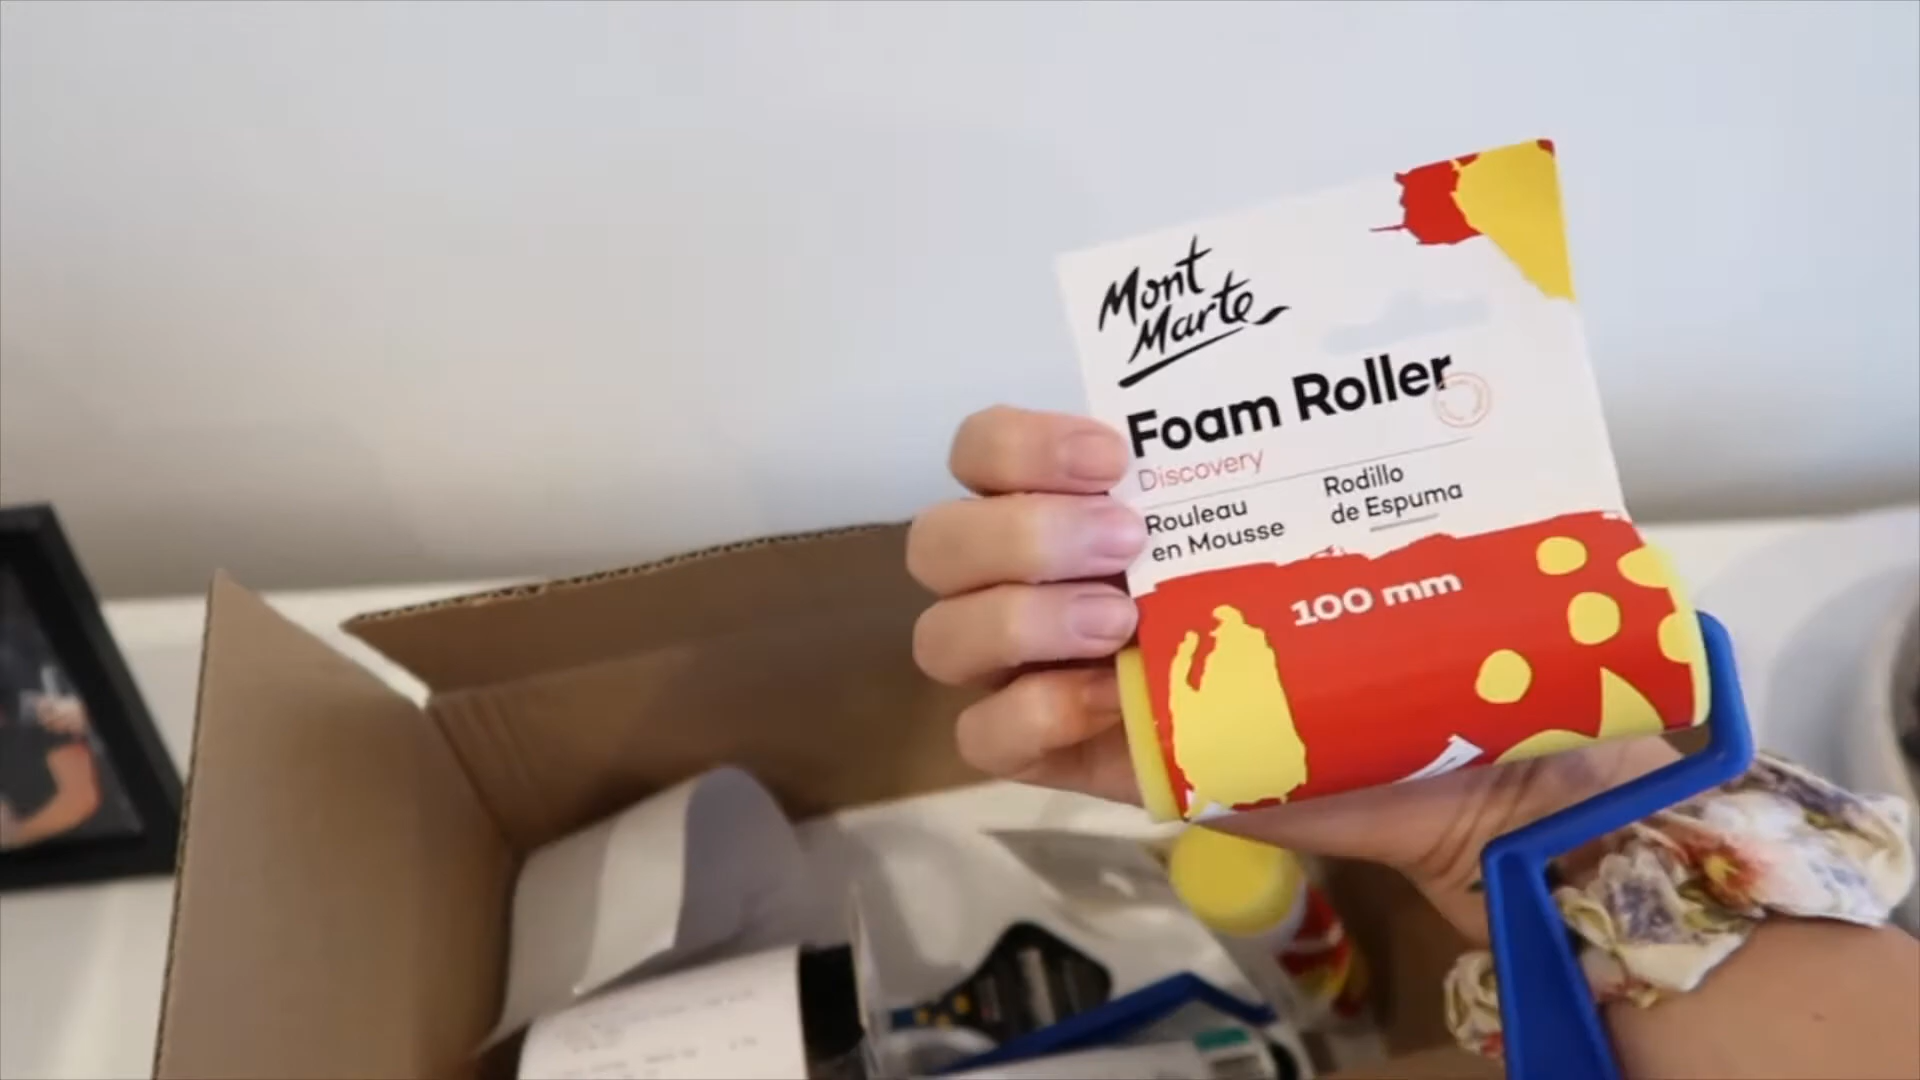 Mont
Marte
Foam Roller
Discovery
Rouleau
en Mousse
Rodillo
de Espuma
100 mm